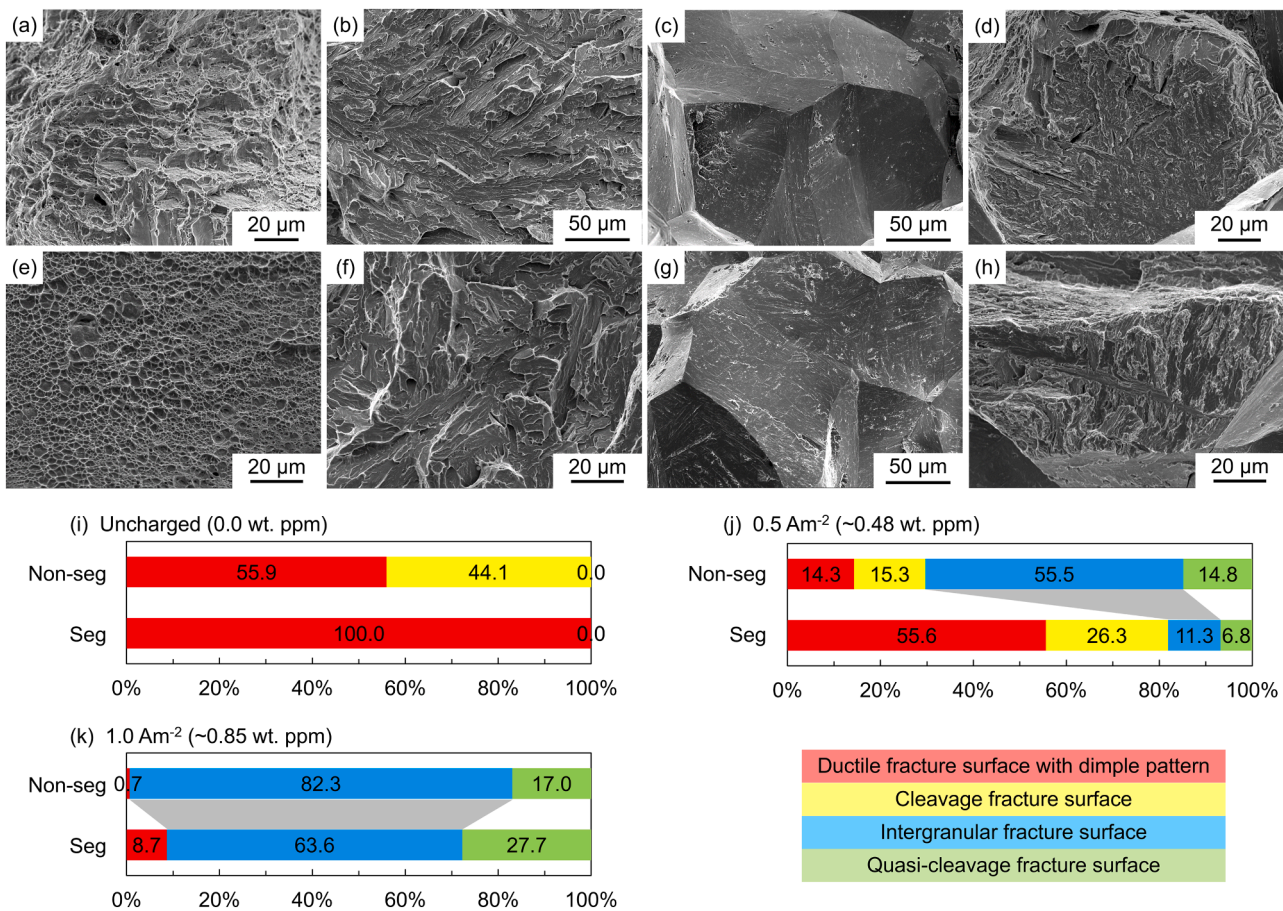 (a)
(b)
(c)
(d)
20 µm
50 µm
50 µm
20 µm
(e)
(f)
(g)
(h)
20 µm
20 µm
50 µm
20 µm
(i) Uncharged (0.0 wt. ppm)
Non-seg
55.9
44.1
0.0
Seg
100.0
0.0
0%
20%
40%
60%
80%
100%
(j) 0.5 Am-2 (~0.48 wt. ppm)
Non-seg
14.3
15.3
55.5
14.8
Seg
55.6
26.3
11.3
6.8
0%
20%
40%
60%
80%
100%
(k) 1.0 Am-2 (~0.85 wt. ppm)
Non-seg
0.7
82.3
17.0
Seg
8.7
63.6
27.7
0%
20%
40%
60%
80%
100%
Ductile fracture surface with dimple pattern
Cleavage fracture surface
Intergranular fracture surface
Quasi-cleavage fracture surface